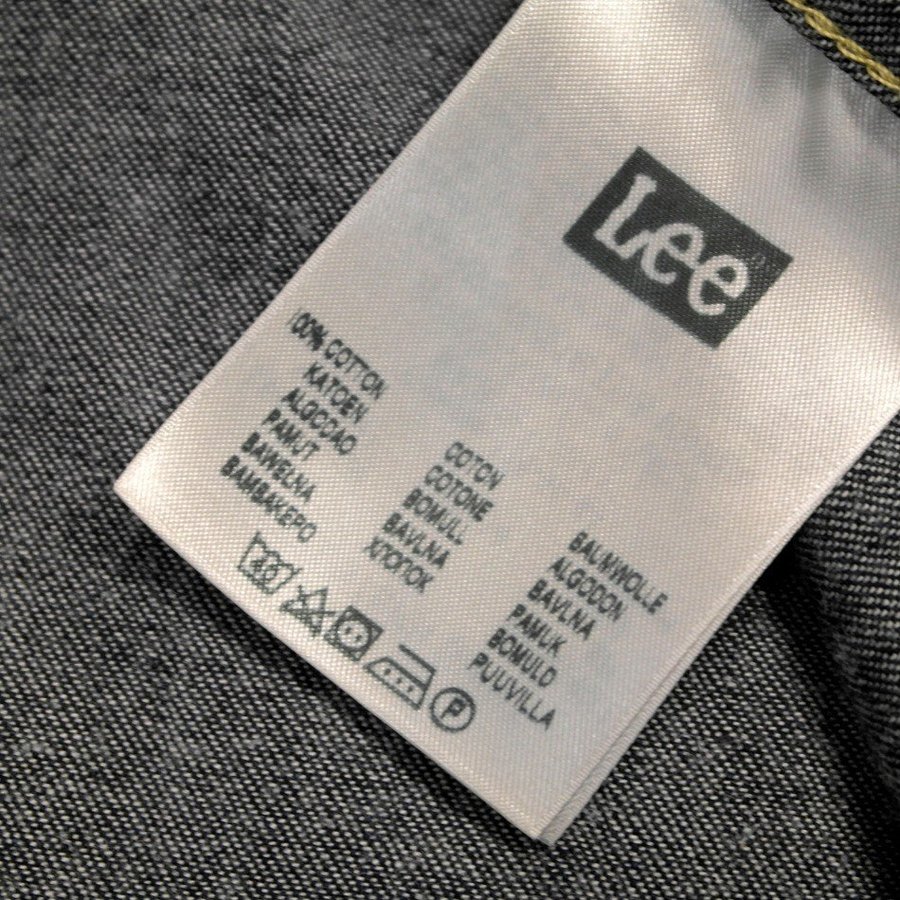 Lee
100% COTTON
KATOEN
ALGODAO
PAMUT
BAWELNA
BAMBAKEPO
COTON
COTONE
BOMULL
BAVLNA
ХЛОПОК
BAUMWOLLE
ALGODON
BAVLNA
PAMUK
BOMULD
PUUVILLA
40
P